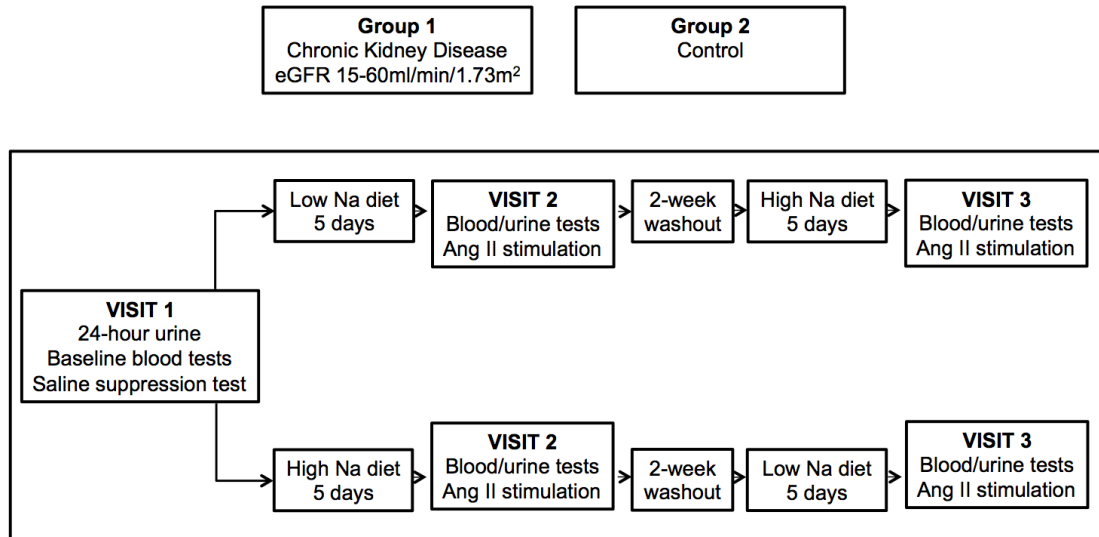 Group 1
Chronic Kidney Disease
eGFR 15-60ml/min/1.73m²
Group 2
Control
Low Na diet
5 days
VISIT 2
Blood/urine tests
Ang II stimulation
2-week
washout
High Na diet
5 days
VISIT 3
Blood/urine tests
Ang II stimulation
VISIT 1
24-hour urine
Baseline blood tests
Saline suppression test
High Na diet
5 days
VISIT 2
Blood/urine tests
Ang II stimulation
2-week
washout
Low Na diet
5 days
VISIT 3
Blood/urine tests
Ang II stimulation